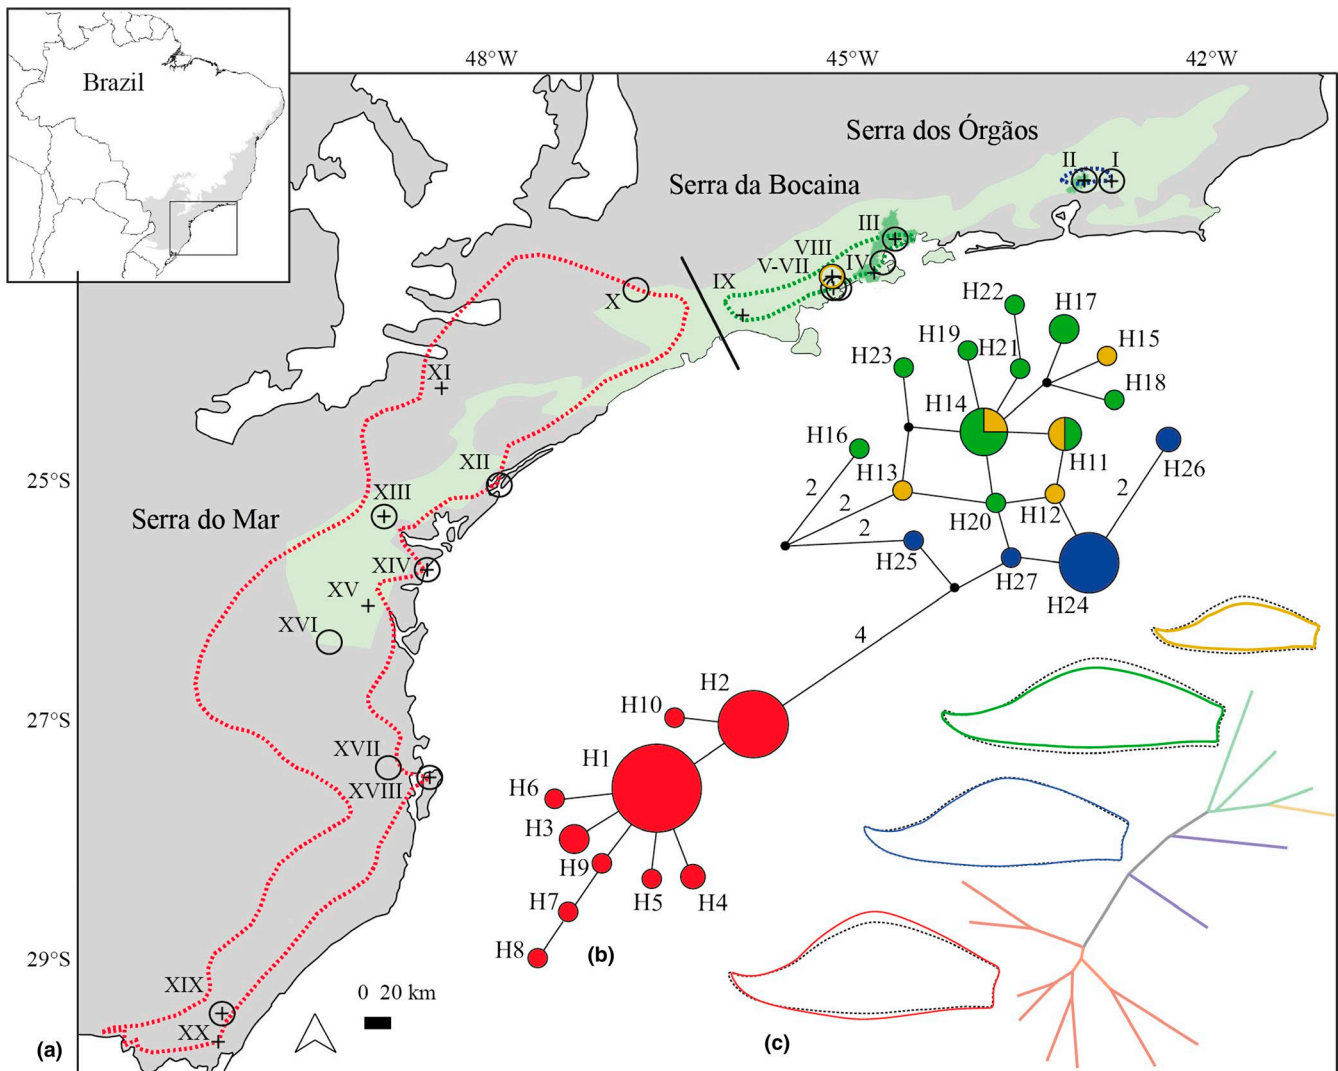 48°W
45°W
42°W
Brazil
Serra dos Órgãos
II
I
Serra da Bocaina
III
VIII
V-VII
IV
IX
X
H22
H17
XI
H19
H21
H15
H23
H18
H14
H16
H11
H26
25°S
XII
H13
2
2
2
2
XIII
Serra do Mar
H20
H12
XIV
H25
H27
XV
H24
XVI
4
H2
27°S
H10
XVII
H1
XVIII
H6
H3
H9
H5
H4
H7
H8
(b)
29°S
XIX
0 20 km
XX
(a)
(c)